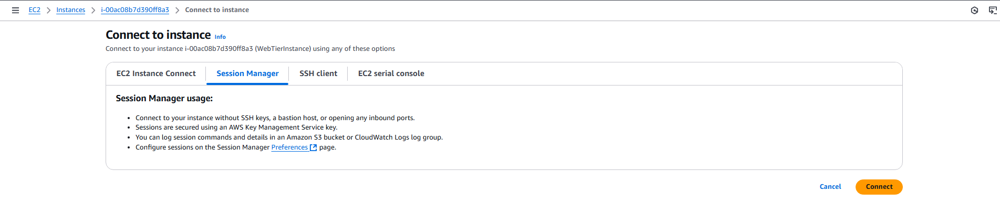 EC2 Instances i-00ac08b7d390ff8a3 Connect to instance
Connect to instance Info
Connect to your instance i-00ac08b7d390ff8a3 (WebTierInstance) using any of these options
EC2 Instance Connect Session Manager SSH client EC2 serial console
Session Manager usage:
• Connect to your instance without SSH keys, a bastion host, or opening any inbound ports.
• Sessions are secured using an AWS Key Management Service key.
• You can log session commands and details in an Amazon S3 bucket or CloudWatch Logs log group.
• Configure sessions on the Session Manager Preferences page.
Cancel Connect